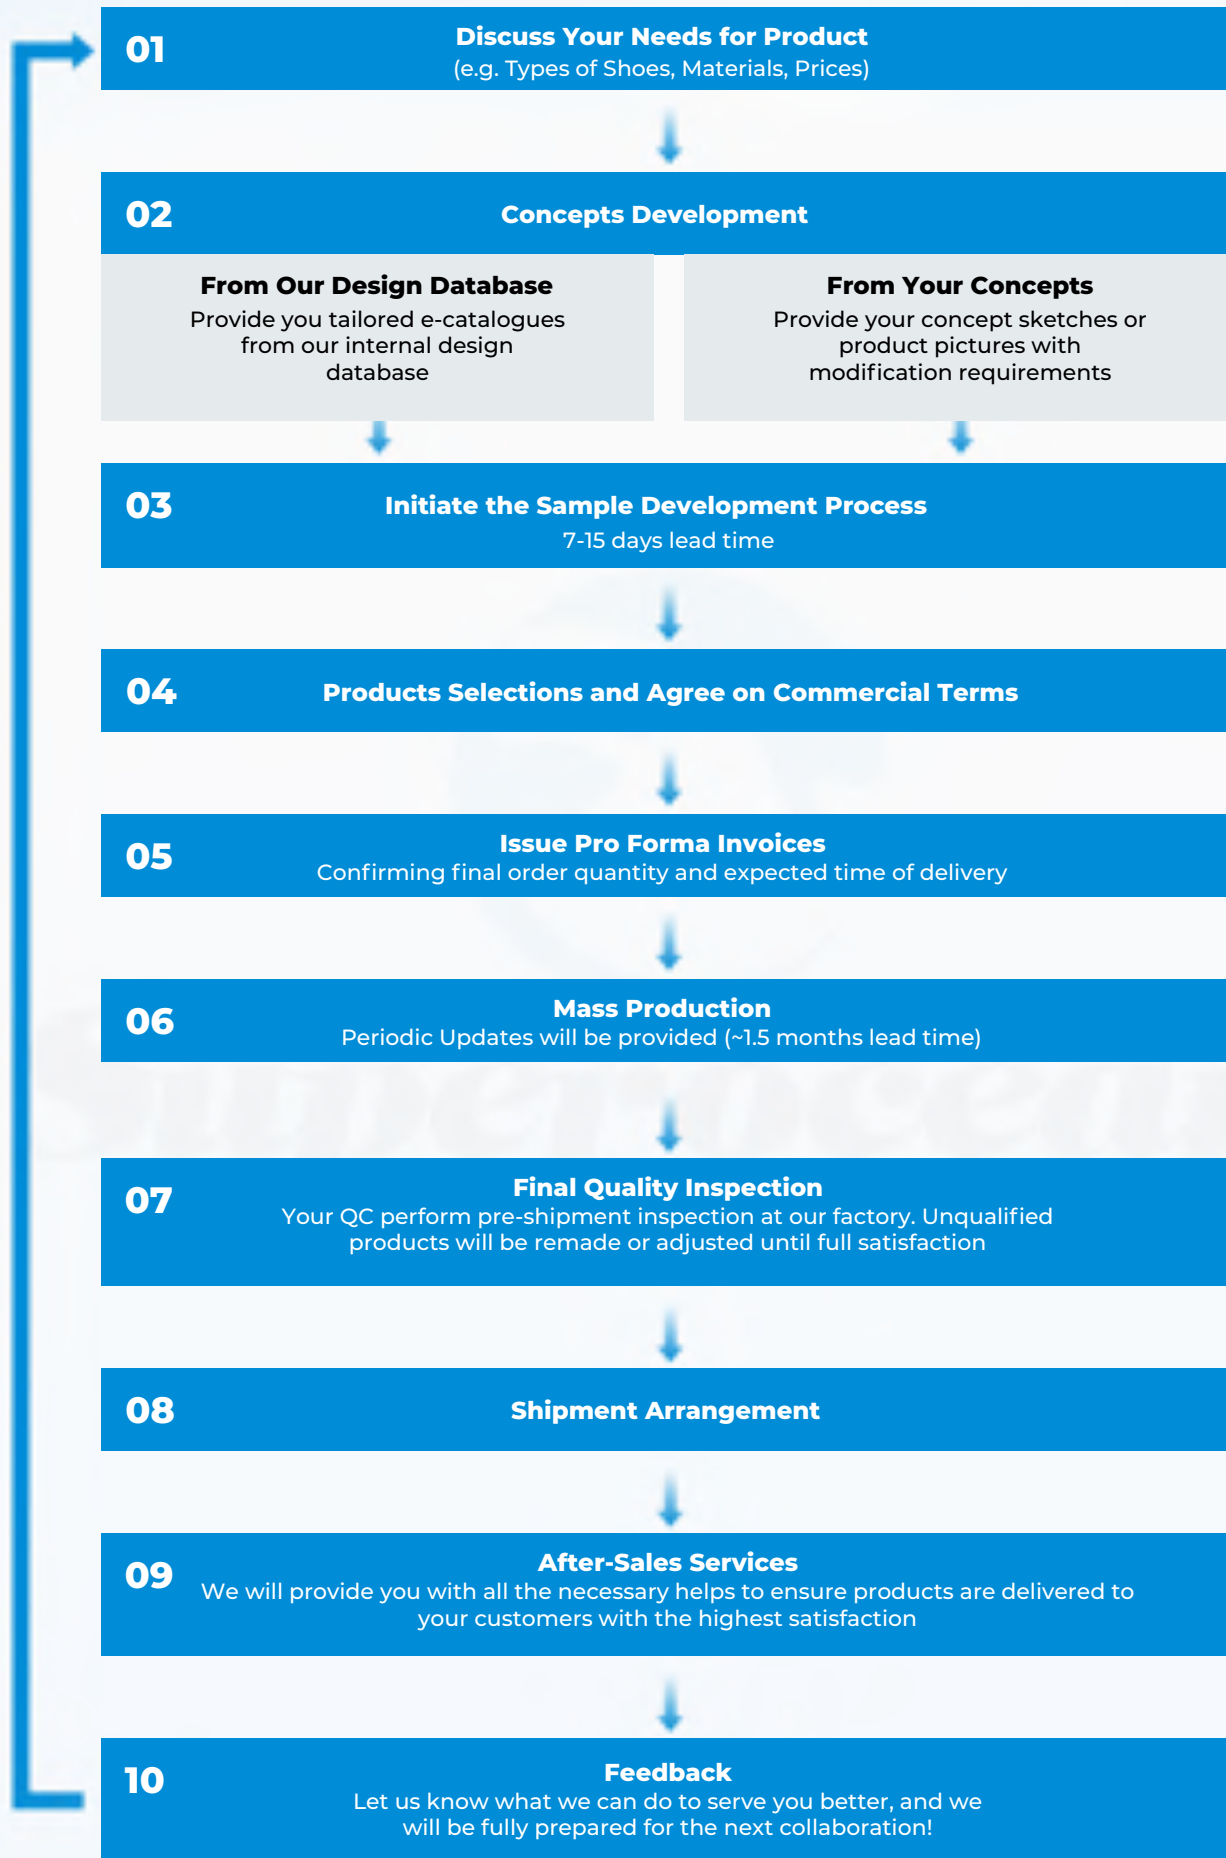 01
Discuss Your Needs for Product
(e.g. Types of Shoes, Materials, Prices)
02
Concepts Development
From Our Design Database
Provide you tailored e-catalogues
from our internal design
database
From Your Concepts
Provide your concept sketches or
product pictures with
modification requirements
03
Initiate the Sample Development Process
7-15 days lead time
04
Products Selections and Agree on Commercial Terms
05
Issue Pro Forma Invoices
Confirming final order quantity and expected time of delivery
06
Mass Production
Periodic Updates will be provided (~1.5 months lead time)
07
Final Quality Inspection
Your QC perform pre-shipment inspection at our factory. Unqualified
products will be remade or adjusted until full satisfaction
08
Shipment Arrangement
09
After-Sales Services
We will provide you with all the necessary helps to ensure products are delivered to
your customers with the highest satisfaction
10
Feedback
Let us know what we can do to serve you better, and we
will be fully prepared for the next collaboration!